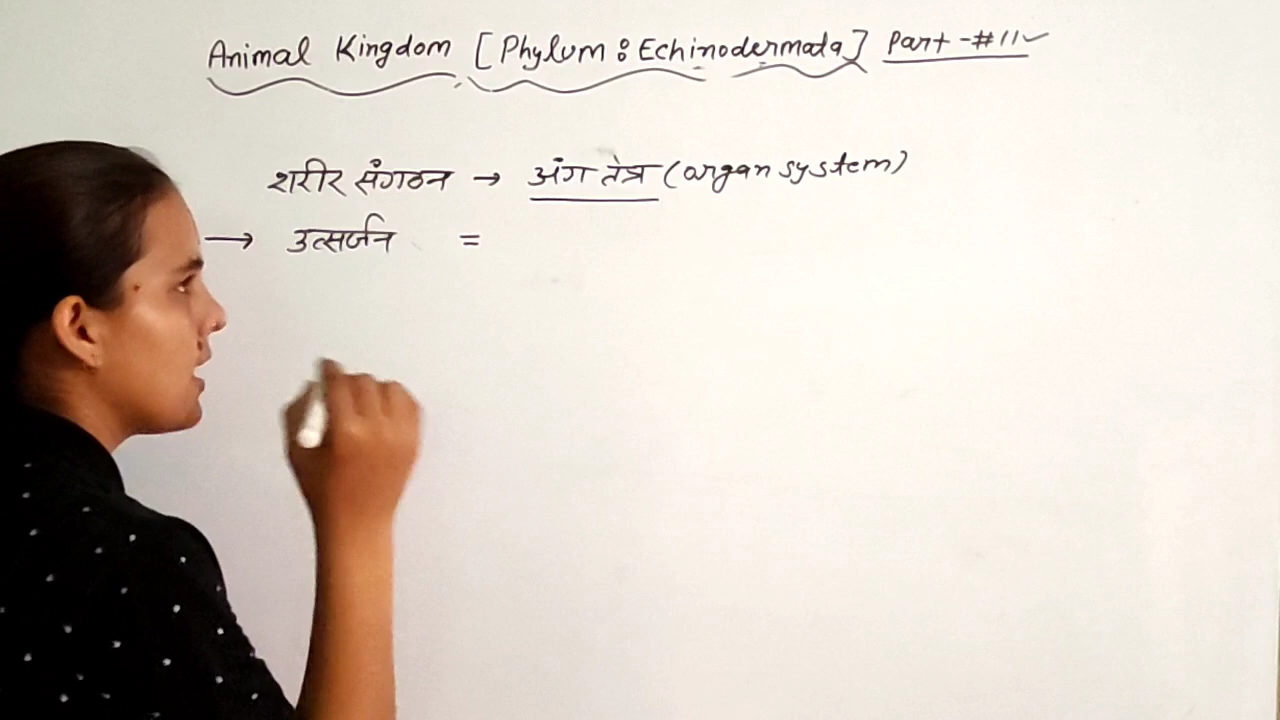 Animal Kingdom [Phylum : Echinodermata] Part-#11
शरीर संगठन → अंग तंत्र (organ system)
→ उत्सर्जन =